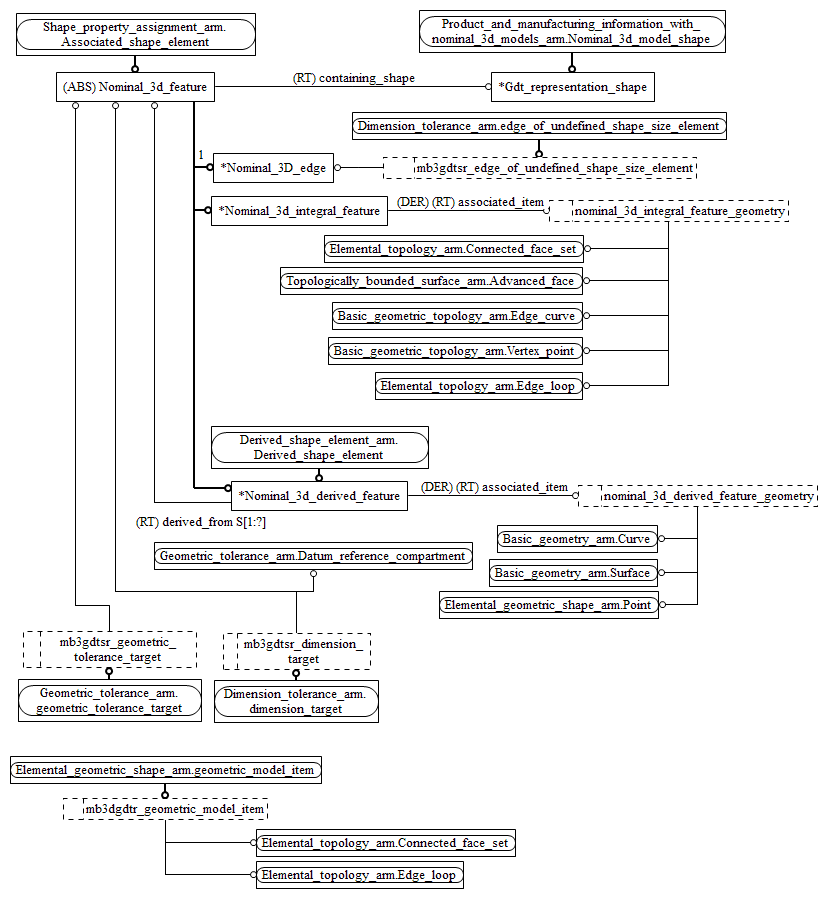 Shape_property_assignment_arm.
Associated_shape_element
Product_and_manufacturing_information_with_
nominal_3d_models_arm.Nominal_3d_model_shape
(ABS) Nominal_3d_feature
(RT) containing_shape
*Gdt_representation_shape
Dimension_tolerance_arm.edge_of_undefined_shape_size_element
1
*Nominal_3D_edge
mb3gdtsr_edge_of_undefined_shape_size_element
*Nominal_3d_integral_feature
(DER) (RT) associated_item
nominal_3d_integral_feature_geometry
Elemental_topology_arm.Connected_face_set
Topologically_bounded_surface_arm.Advanced_face
Basic_geometric_topology_arm.Edge_curve
Basic_geometric_topology_arm.Vertex_point
Elemental_topology_arm.Edge_loop
Derived_shape_element_arm.
Derived_shape_element
*Nominal_3d_derived_feature
(DER) (RT) associated_item
nominal_3d_derived_feature_geometry
(RT) derived_from S[1:?]
Basic_geometry_arm.Curve
Geometric_tolerance_arm.Datum_reference_compartment
Basic_geometry_arm.Surface
Elemental_geometric_shape_arm.Point
mb3gdtsr_geometric_
tolerance_target
mb3gdtsr_dimension_
target
Geometric_tolerance_arm.
geometric_tolerance_target
Dimension_tolerance_arm.
dimension_target
Elemental_geometric_shape_arm.geometric_model_item
mb3dgdtr_geometric_model_item
Elemental_topology_arm.Connected_face_set
Elemental_topology_arm.Edge_loop